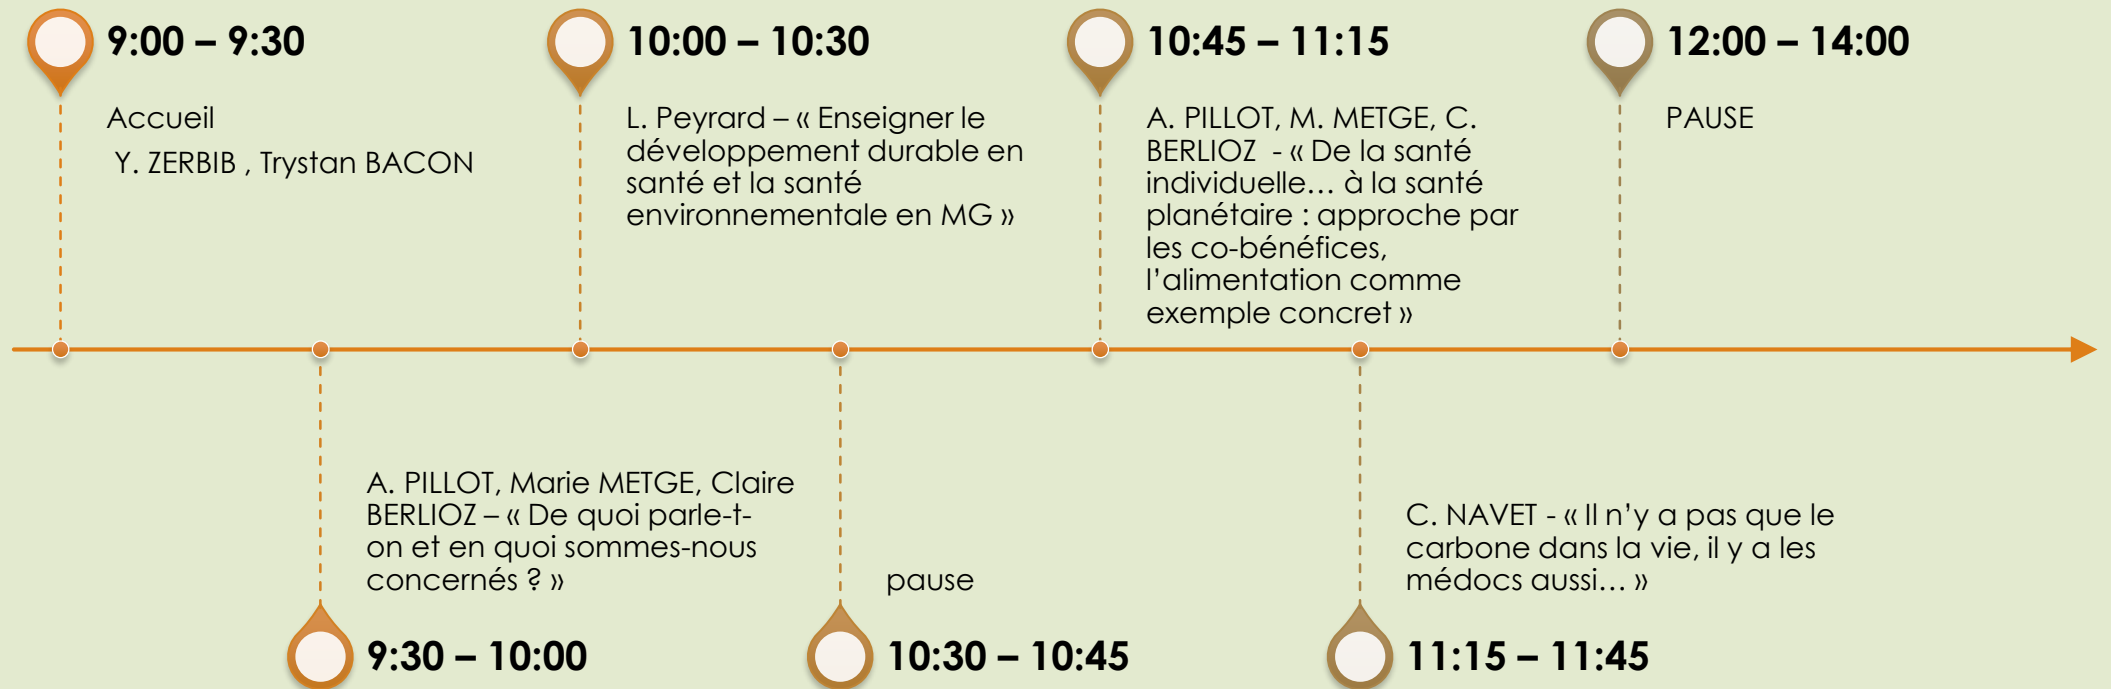 9:00 – 9:30
Accueil
Y. ZERBIB , Trystan BACON
9:30 – 10:00
A. PILLOT, Marie METGE, Claire
BERLIOZ – « De quoi parle-t-
on et en quoi sommes-nous
concernés ? »
10:00 – 10:30
L. Peyrard – « Enseigner le
développement durable en
santé et la santé
environnementale en MG »
10:30 – 10:45
pause
10:45 – 11:15
A. PILLOT, M. METGE, C.
BERLIOZ - « De la santé
individuelle… à la santé
planétaire : approche par
les co-bénéfices,
l’alimentation comme
exemple concret »
11:15 – 11:45
C. NAVET - « Il n’y a pas que le
carbone dans la vie, il y a les
médocs aussi… »
12:00 – 14:00
PAUSE